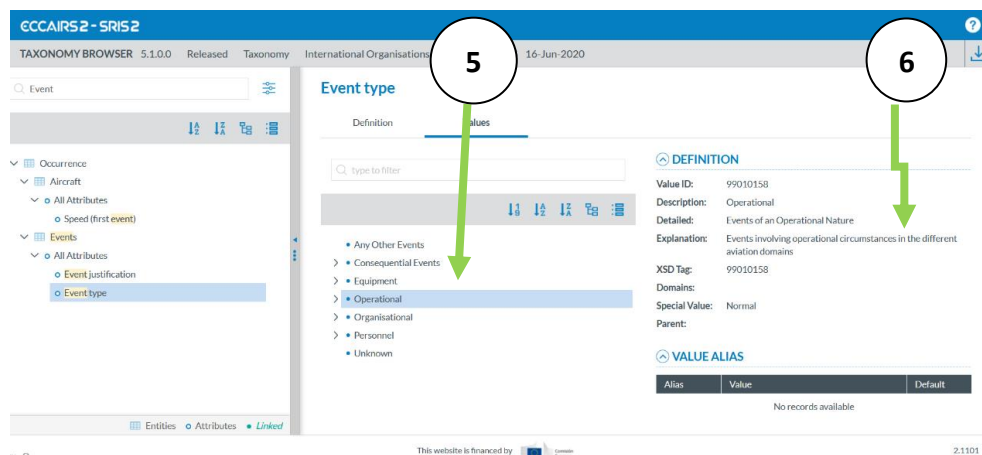 ECCAIRS 2 - SRIS 2
?
TAXONOMY BROWSER 5.1.0.0 Released Taxonomy International Organisations 16-Jun-2020
5
6
Event
Event type
Definition Values
Occurrence
Aircraft
All Attributes
Speed (first event)
Events
All Attributes
Event justification
Event type
type to filter
Any Other Events
Consequential Events
Equipment
Operational
Organisational
Personnel
Unknown
DEFINITION
Value ID: 99010158
Description: Operational
Detailed: Events of an Operational Nature
Explanation: Events involving operational circumstances in the different
aviation domains
XSD Tag: 99010158
Domains:
Special Value: Normal
Parent:
VALUE ALIAS
Alias Value Default
No records available
Entities Attributes Linked
This website is financed by
2.1101